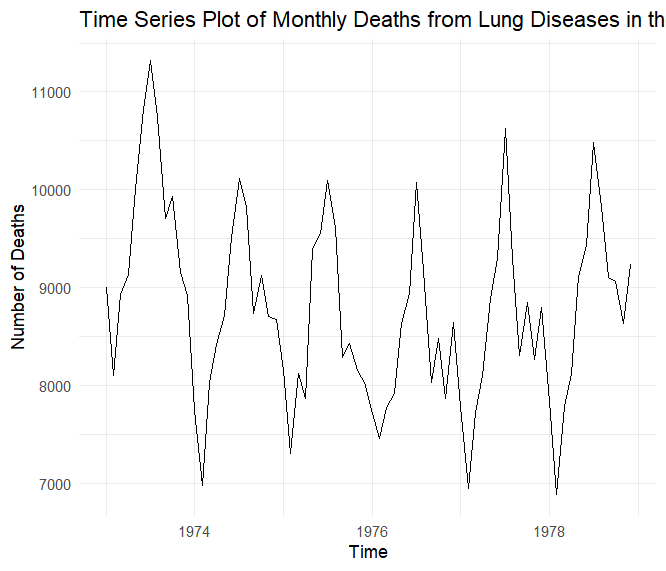 Time Series Plot of Monthly Deaths from Lung Diseases in th
11000
10000
9000
8000
7000
Number of Deaths
1974 1976 1978
Time